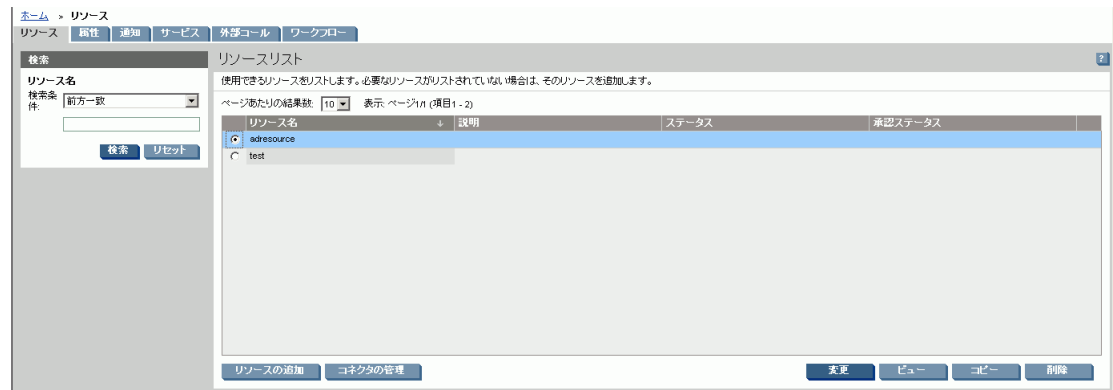 ホーム > リソース
リソース 属性 通知 サービス 外部コール ワークフロー
検索
リソース名
検索条件: 前方一致
検索 リセット
リソースリスト ?
使用できるリソースをリストします。必要なリソースがリストされていない場合は、そのリソースを追加します。
ページあたりの結果数: 10 表示: ページ1/1 (項目1 - 2)
リソース名 ↓ 説明 ステータス 承認ステータス
adresource
test
リソースの追加 コネクタの管理 変更 ビュー コピー 削除